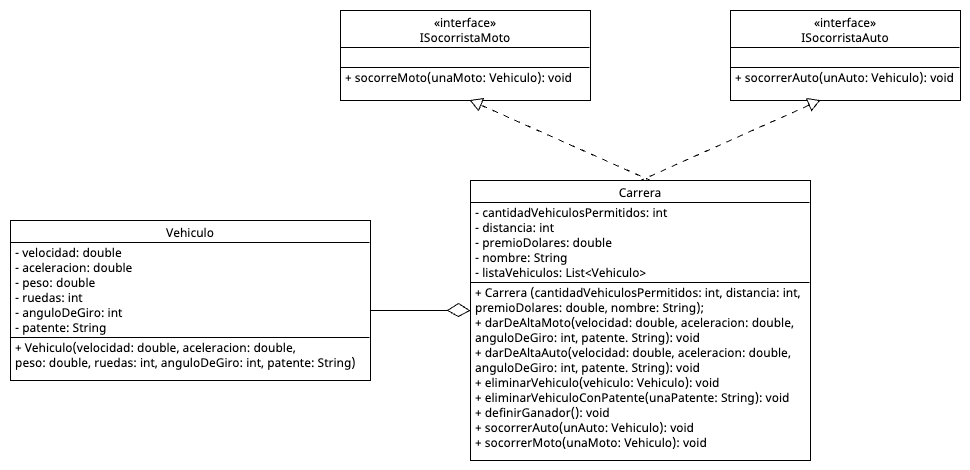 «interface»
ISocorristaMoto
+ socorreMoto(unaMoto: Vehiculo): void
«interface»
ISocorristaAuto
+ socorrerAuto(unAuto: Vehiculo): void
Vehiculo
- velocidad: double
- aceleracion: double
- peso: double
- ruedas: int
- anguloDeGiro: int
- patente: String
+ Vehiculo(velocidad: double, aceleracion: double,
peso: double, ruedas: int, anguloDeGiro: int, patente: String)
Carrera
- cantidadVehiculosPermitidos: int
- distancia: int
- premioDolares: double
- nombre: String
- listaVehiculos: List<Vehiculo>
+ Carrera (cantidadVehiculosPermitidos: int, distancia: int,
premioDolares: double, nombre: String);
+ darDeAltaMoto(velocidad: double, aceleracion: double,
anguloDeGiro: int, patente. String): void
+ darDeAltaAuto(velocidad: double, aceleracion: double,
anguloDeGiro: int, patente. String): void
+ eliminarVehiculo(vehiculo: Vehiculo): void
+ eliminarVehiculoConPatente(unaPatente: String): void
+ definirGanador(): void
+ socorrerAuto(unAuto: Vehiculo): void
+ socorrerMoto(unaMoto: Vehiculo): void